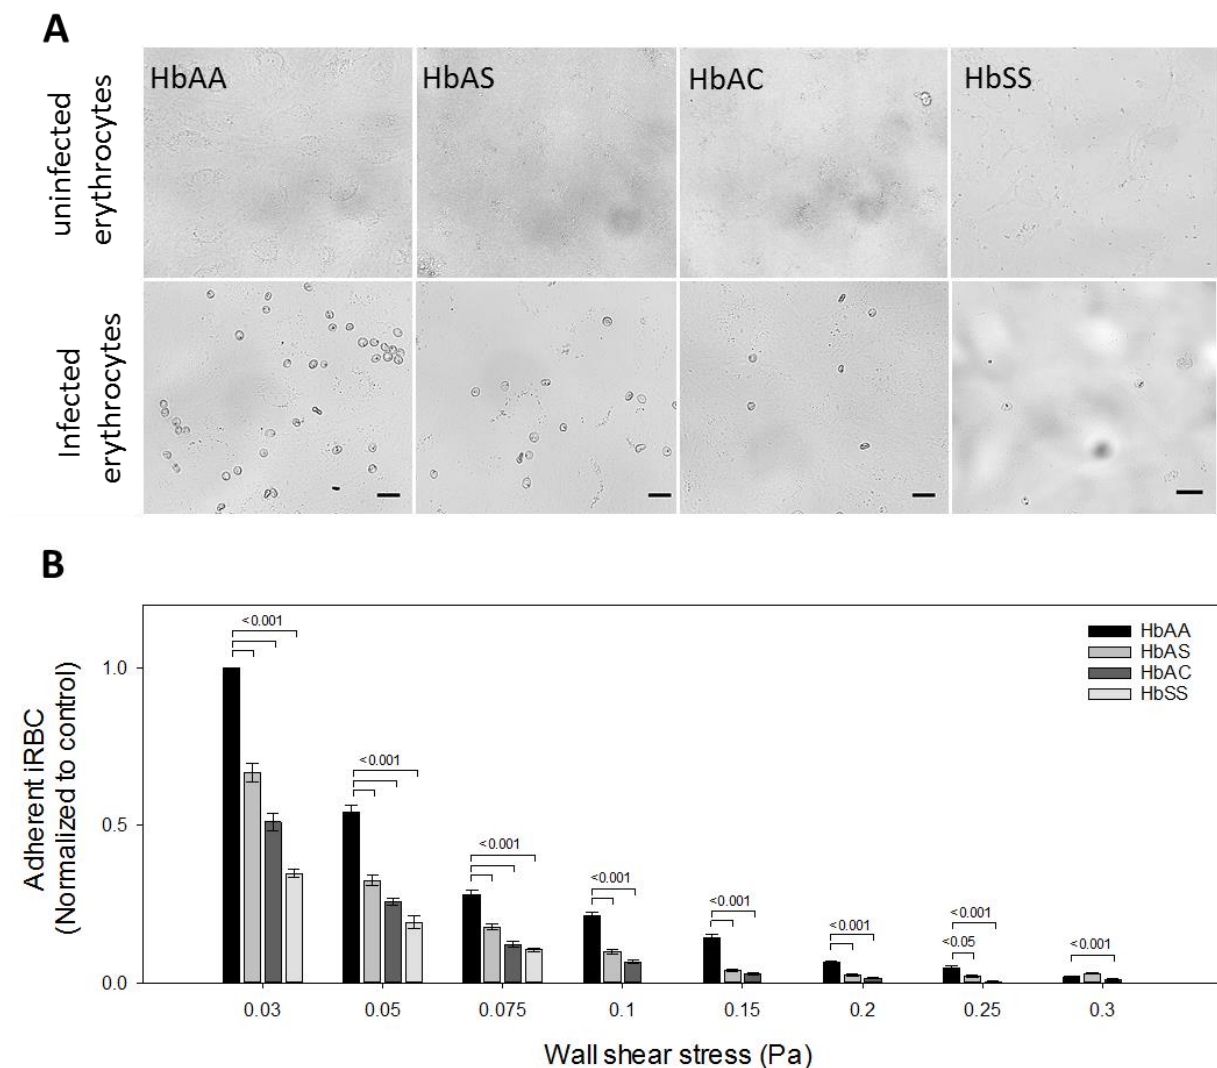 A
uninfected
erythrocytes
HbAA
HbAS
HbAC
HbSS
Infected
erythrocytes
B
Adherent iRBC
(Normalized to control)
1.0
0.5
0.0
<0.001
<0.001
<0.001
<0.001
<0.001
<0.001
<0.001
<0.05
<0.001
HbAA
HbAS
HbAC
HbSS
0.03
0.05
0.075
0.1
0.15
0.2
0.25
0.3
Wall shear stress (Pa)